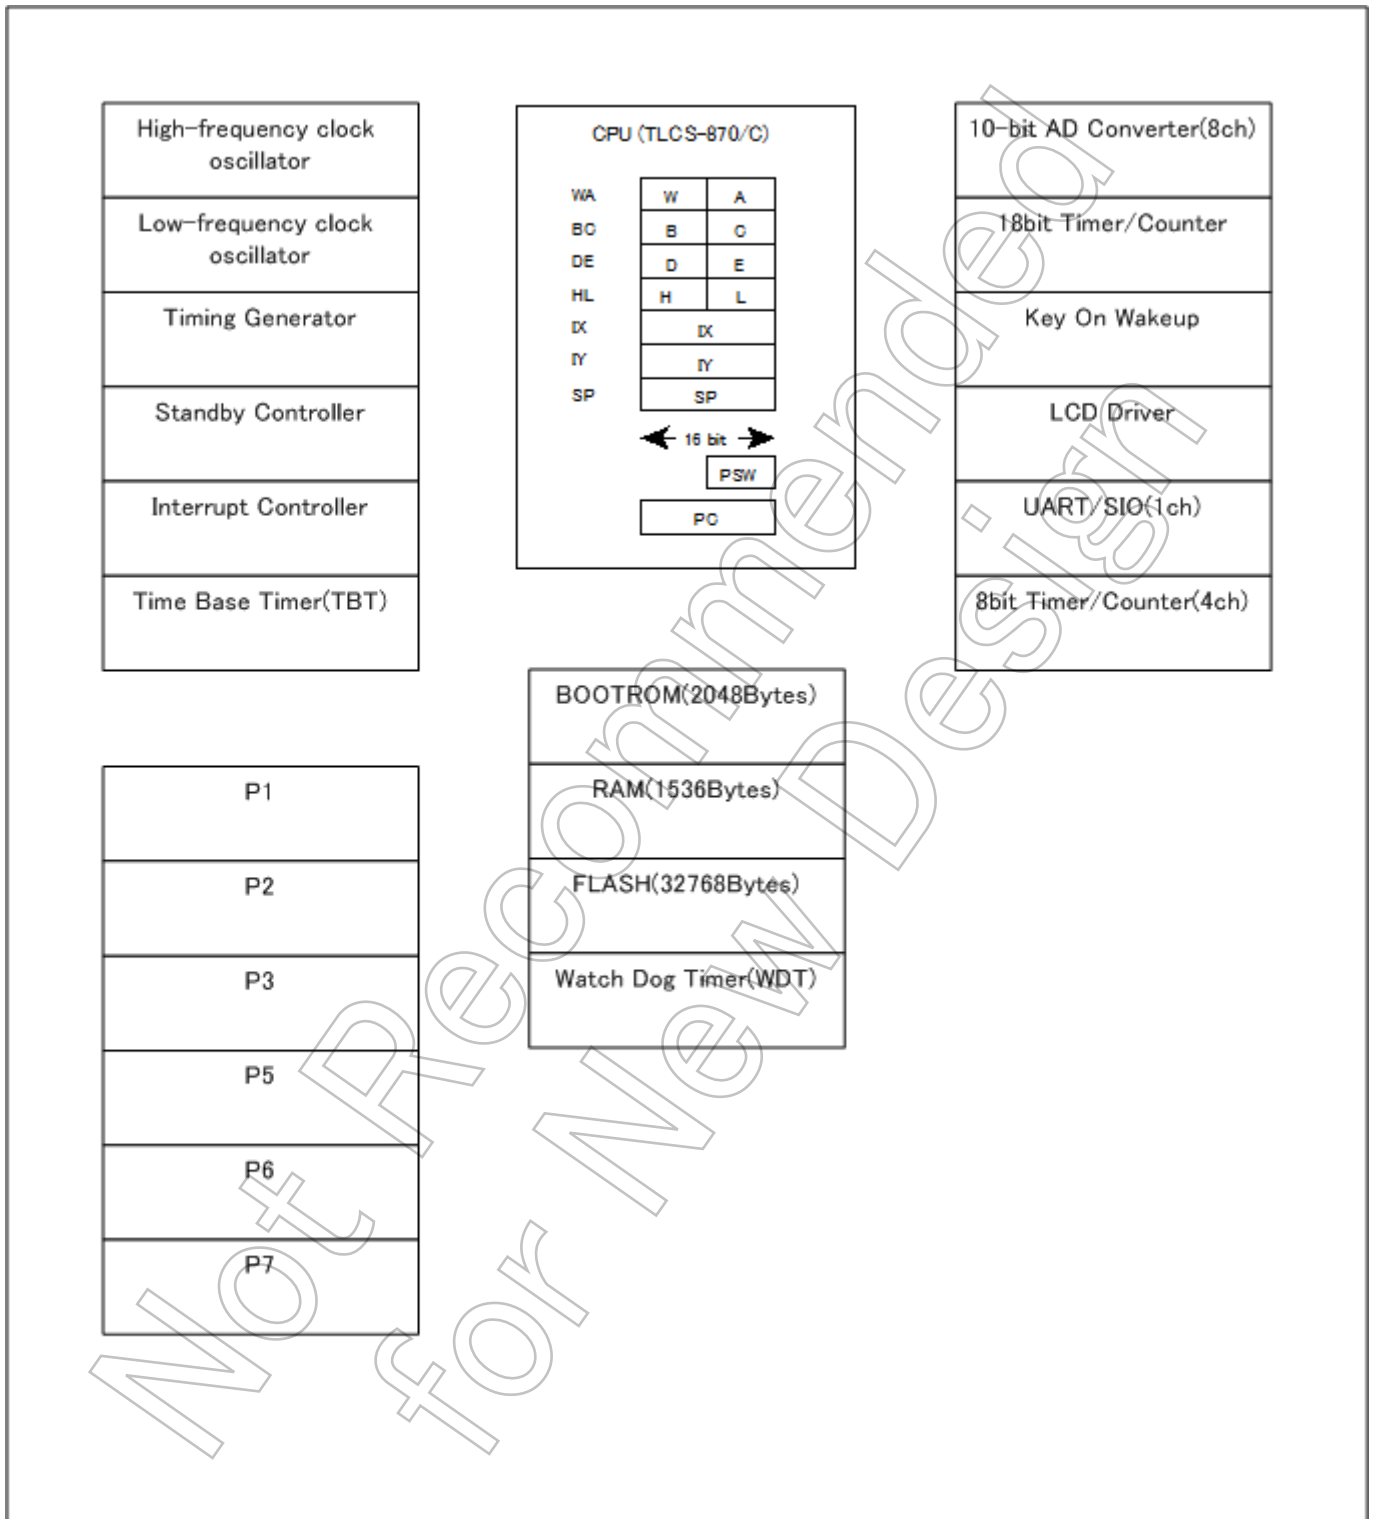 High-frequency clock
oscillator
Low-frequency clock
oscillator
Timing Generator
Standby Controller
Interrupt Controller
Time Base Timer(TBT)
CPU (TLCS-870/C)
WA W A
BC B C
DE D E
HL H L
IX IX
IY IY
SP SP
16 bit
PSW
PC
10-bit AD Converter(8ch)
18bit Timer/Counter
Key On Wakeup
LCD Driver
UART/SIO(1ch)
8bit Timer/Counter(4ch)
BOOTROM(2048Bytes)
RAM(1536Bytes)
FLASH(32768Bytes)
Watch Dog Timer(WDT)
P1
P2
P3
P5
P6
P7
Not Recommended
for New Design